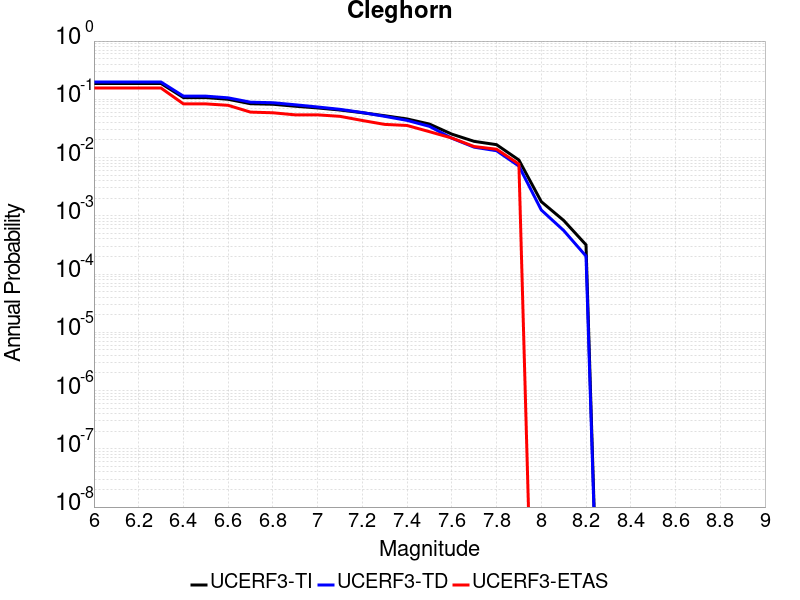 Cleghorn
10^0
10^-1
10^-2
10^-3
10^-4
10^-5
10^-6
10^-7
10^-8
Annual Probability
6 6.2 6.4 6.6 6.8 7 7.2 7.4 7.6 7.8 8 8.2 8.4 8.6 8.8 9
Magnitude
UCERF3-TI UCERF3-TD UCERF3-ETAS